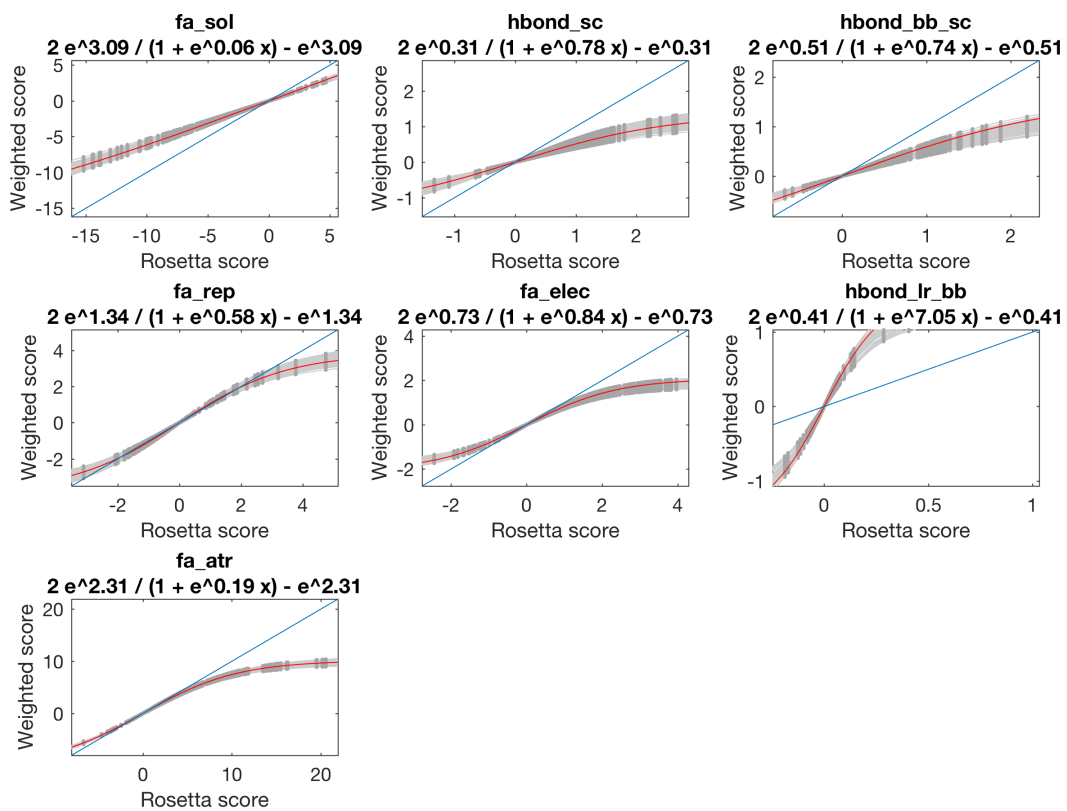 fa_sol
2 e^3.09 / (1 + e^0.06 x) - e^3.09
5
0
-5
-10
-15
Weighted score
-15 -10 -5 0 5
Rosetta score
hbond_sc
2 e^0.31 / (1 + e^0.78 x) - e^0.31
2
1
0
-1
Weighted score
-1 0 1 2
Rosetta score
hbond_bb_sc
2 e^0.51 / (1 + e^0.74 x) - e^0.51
2
1
0
Weighted score
0 1 2
Rosetta score
fa_rep
2 e^1.34 / (1 + e^0.58 x) - e^1.34
4
2
0
-2
Weighted score
-2 0 2 4
Rosetta score
fa_elec
2 e^0.73 / (1 + e^0.84 x) - e^0.73
4
2
0
-2
Weighted score
-2 0 2 4
Rosetta score
hbond_lr_bb
2 e^0.41 / (1 + e^7.05 x) - e^0.41
1
0
-1
Weighted score
0 0.5 1
Rosetta score
fa_atr
2 e^2.31 / (1 + e^0.19 x) - e^2.31
20
10
0
Weighted score
0 10 20
Rosetta score